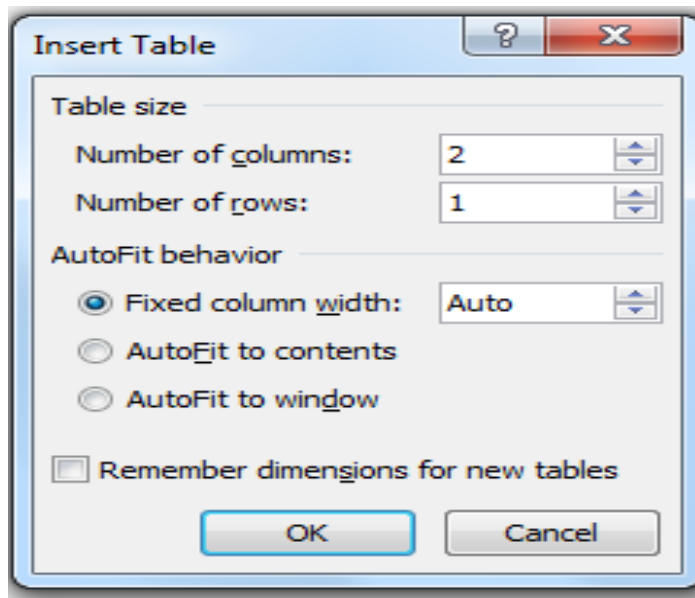 Insert Table
Table size
Number of columns: 2
Number of rows: 1
AutoFit behavior
Fixed column width: Auto
AutoFit to contents
AutoFit to window
Remember dimensions for new tables
OK Cancel